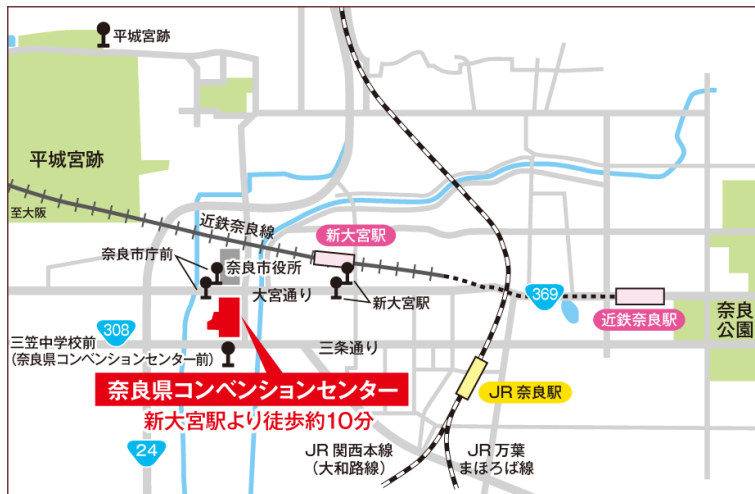 平城宮跡
平城宮跡
至大阪
近鉄奈良線
新大宮駅
奈良市庁前
奈良市役所
大宮通り
新大宮駅
369
近鉄奈良駅
奈良
公園
308
三笠中学校前
(奈良県コンベンションセンター前)
三条通り
奈良県コンベンションセンター
新大宮駅より徒歩約10分
JR 奈良駅
24
JR 関西本線
(大和路線)
JR 万葉
まほろば線